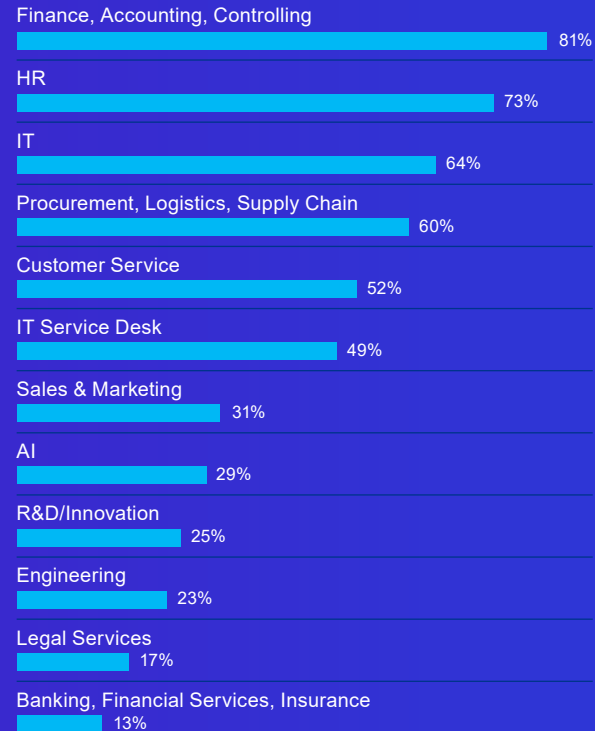 Finance, Accounting, Controlling
81%
HR
73%
IT
64%
Procurement, Logistics, Supply Chain
60%
Customer Service
52%
IT Service Desk
49%
Sales & Marketing
31%
AI
29%
R&D/Innovation
25%
Engineering
23%
Legal Services
17%
Banking, Financial Services, Insurance
13%